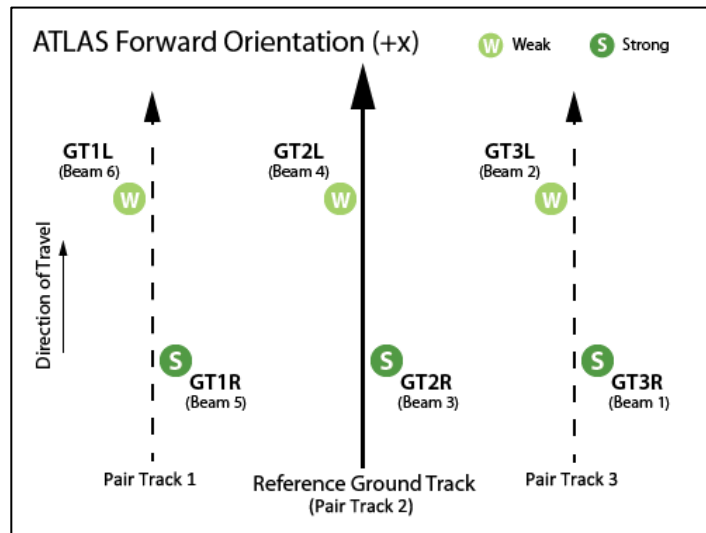 ATLAS Forward Orientation (+x)
W Weak
S Strong
GT1L
(Beam 6)
W
GT2L
(Beam 4)
W
GT3L
(Beam 2)
W
Direction of Travel
S
GT1R
(Beam 5)
S
GT2R
(Beam 3)
S
GT3R
(Beam 1)
Pair Track 1
Reference Ground Track
(Pair Track 2)
Pair Track 3